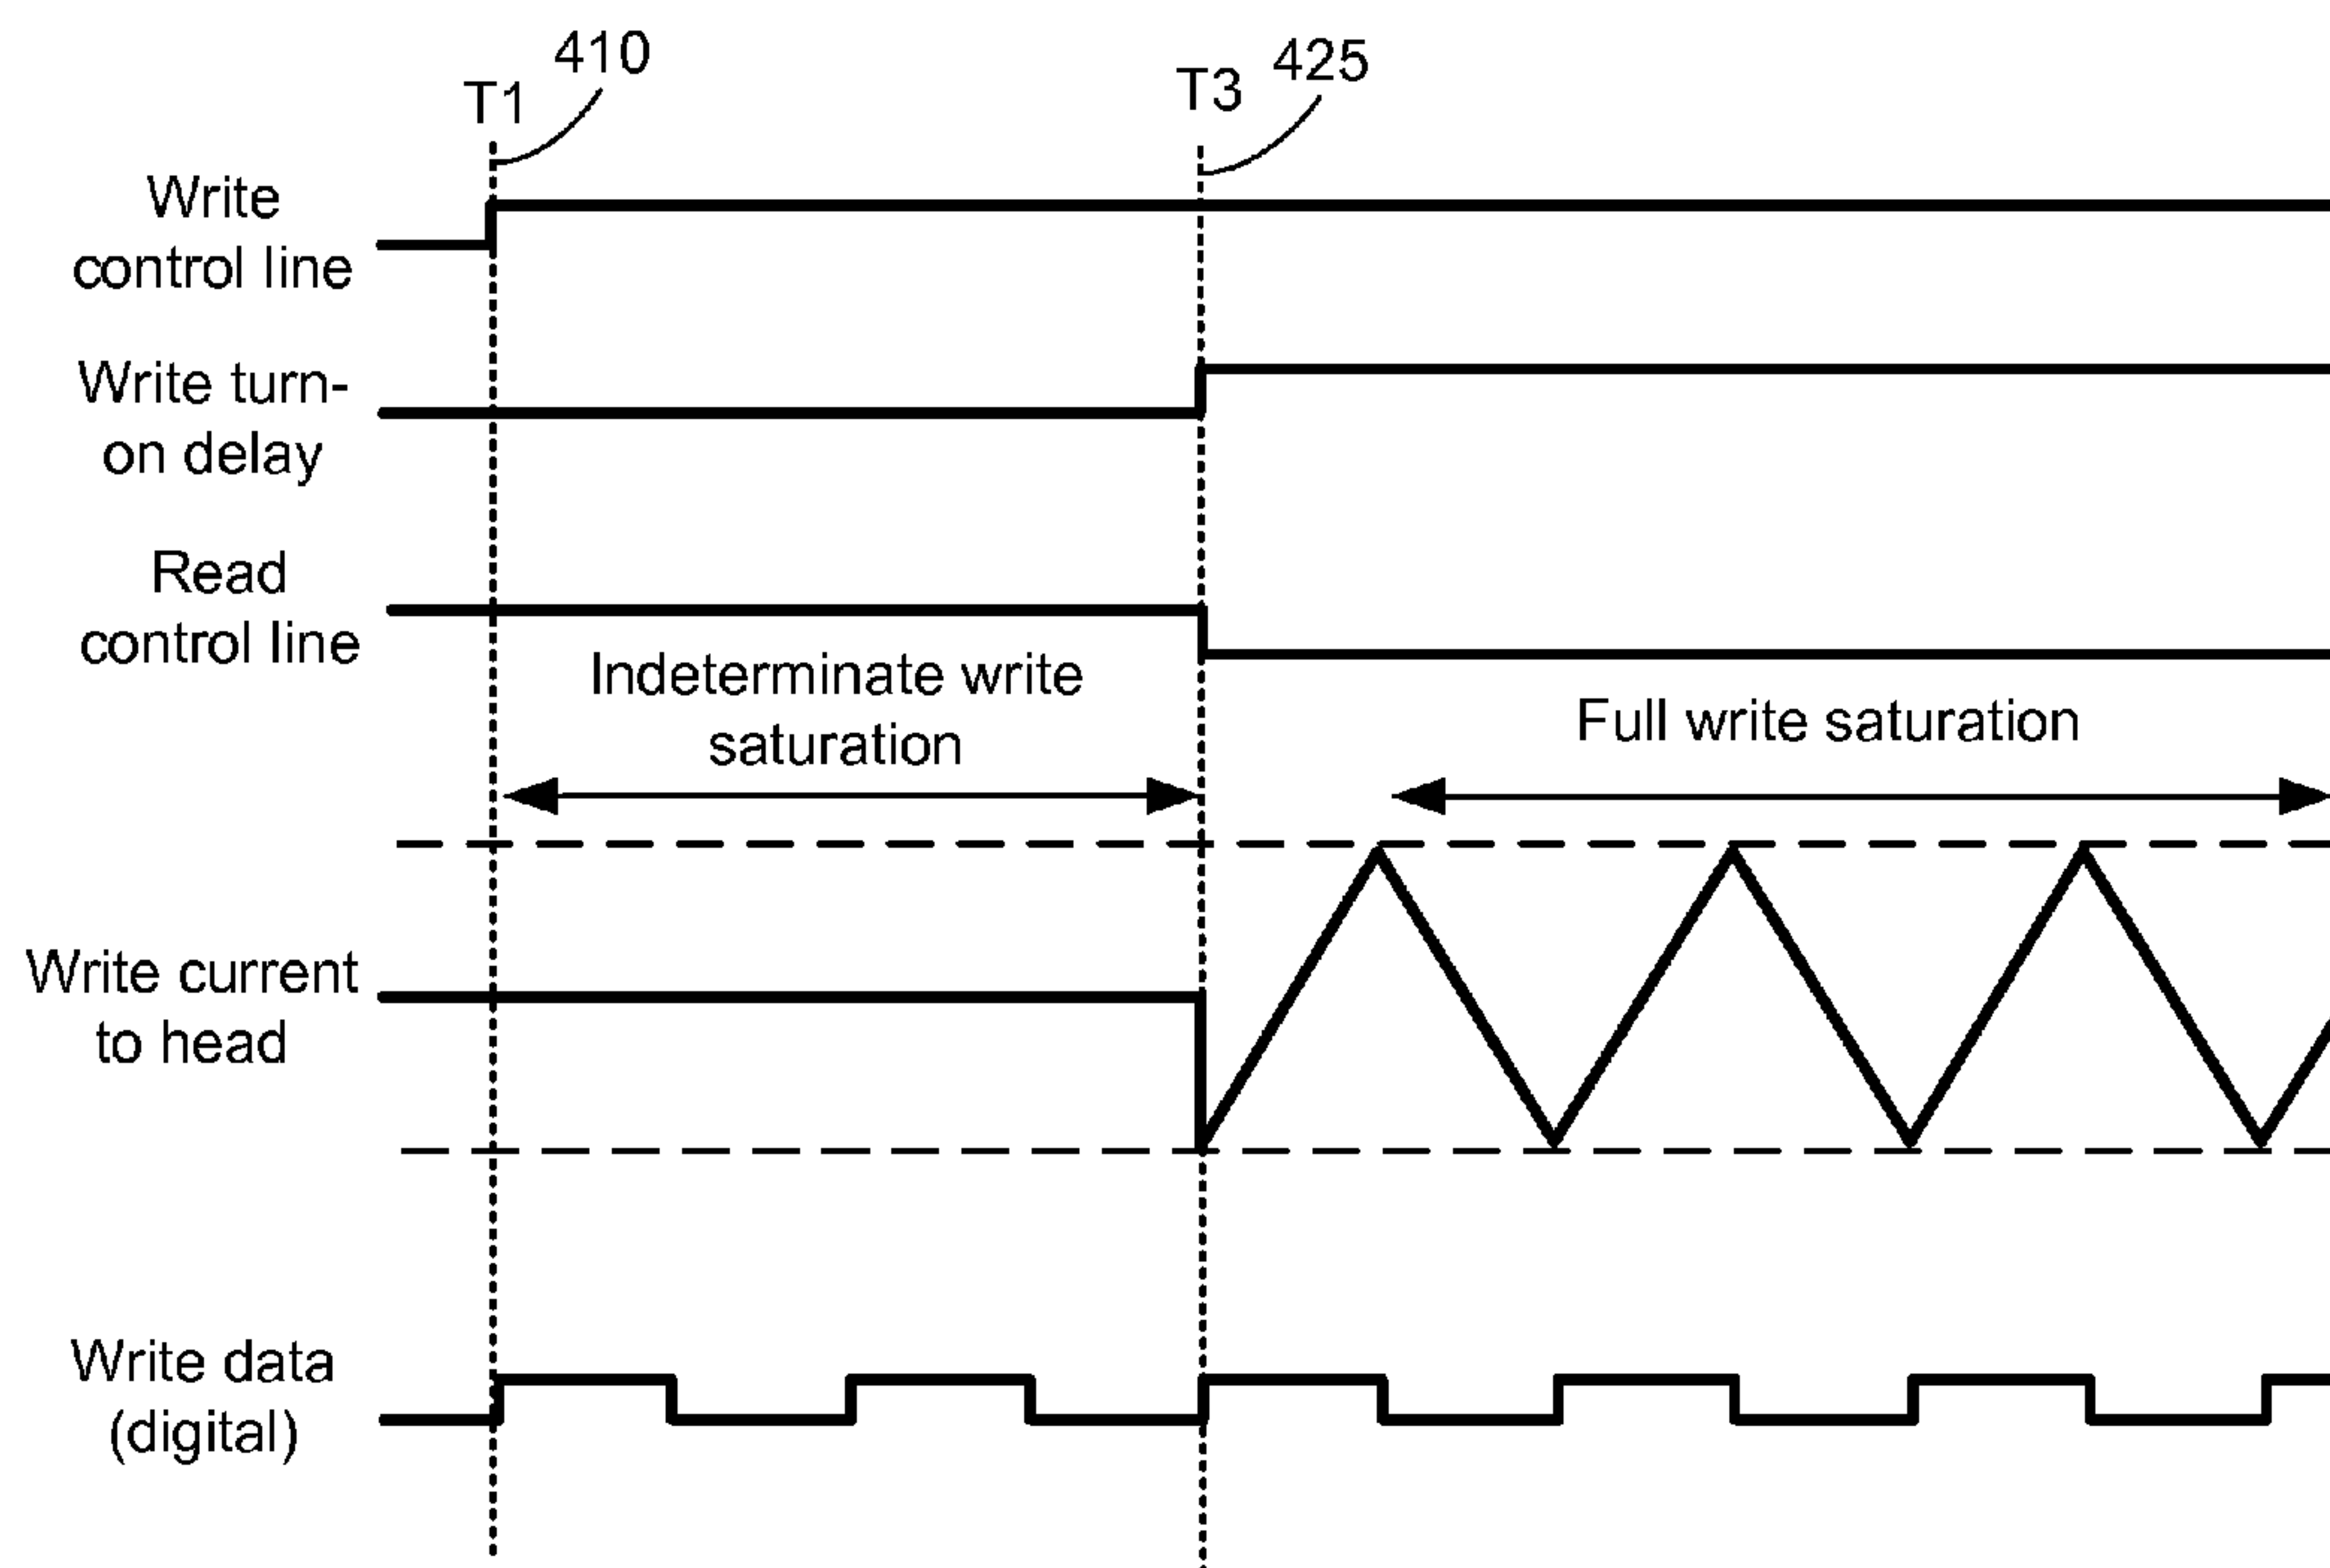 410
T1
425
T3
Write
control line
Write turn-
on delay
Read
control line
Indeterminate write
saturation
Full write saturation
Write current
to head
Write data
(digital)